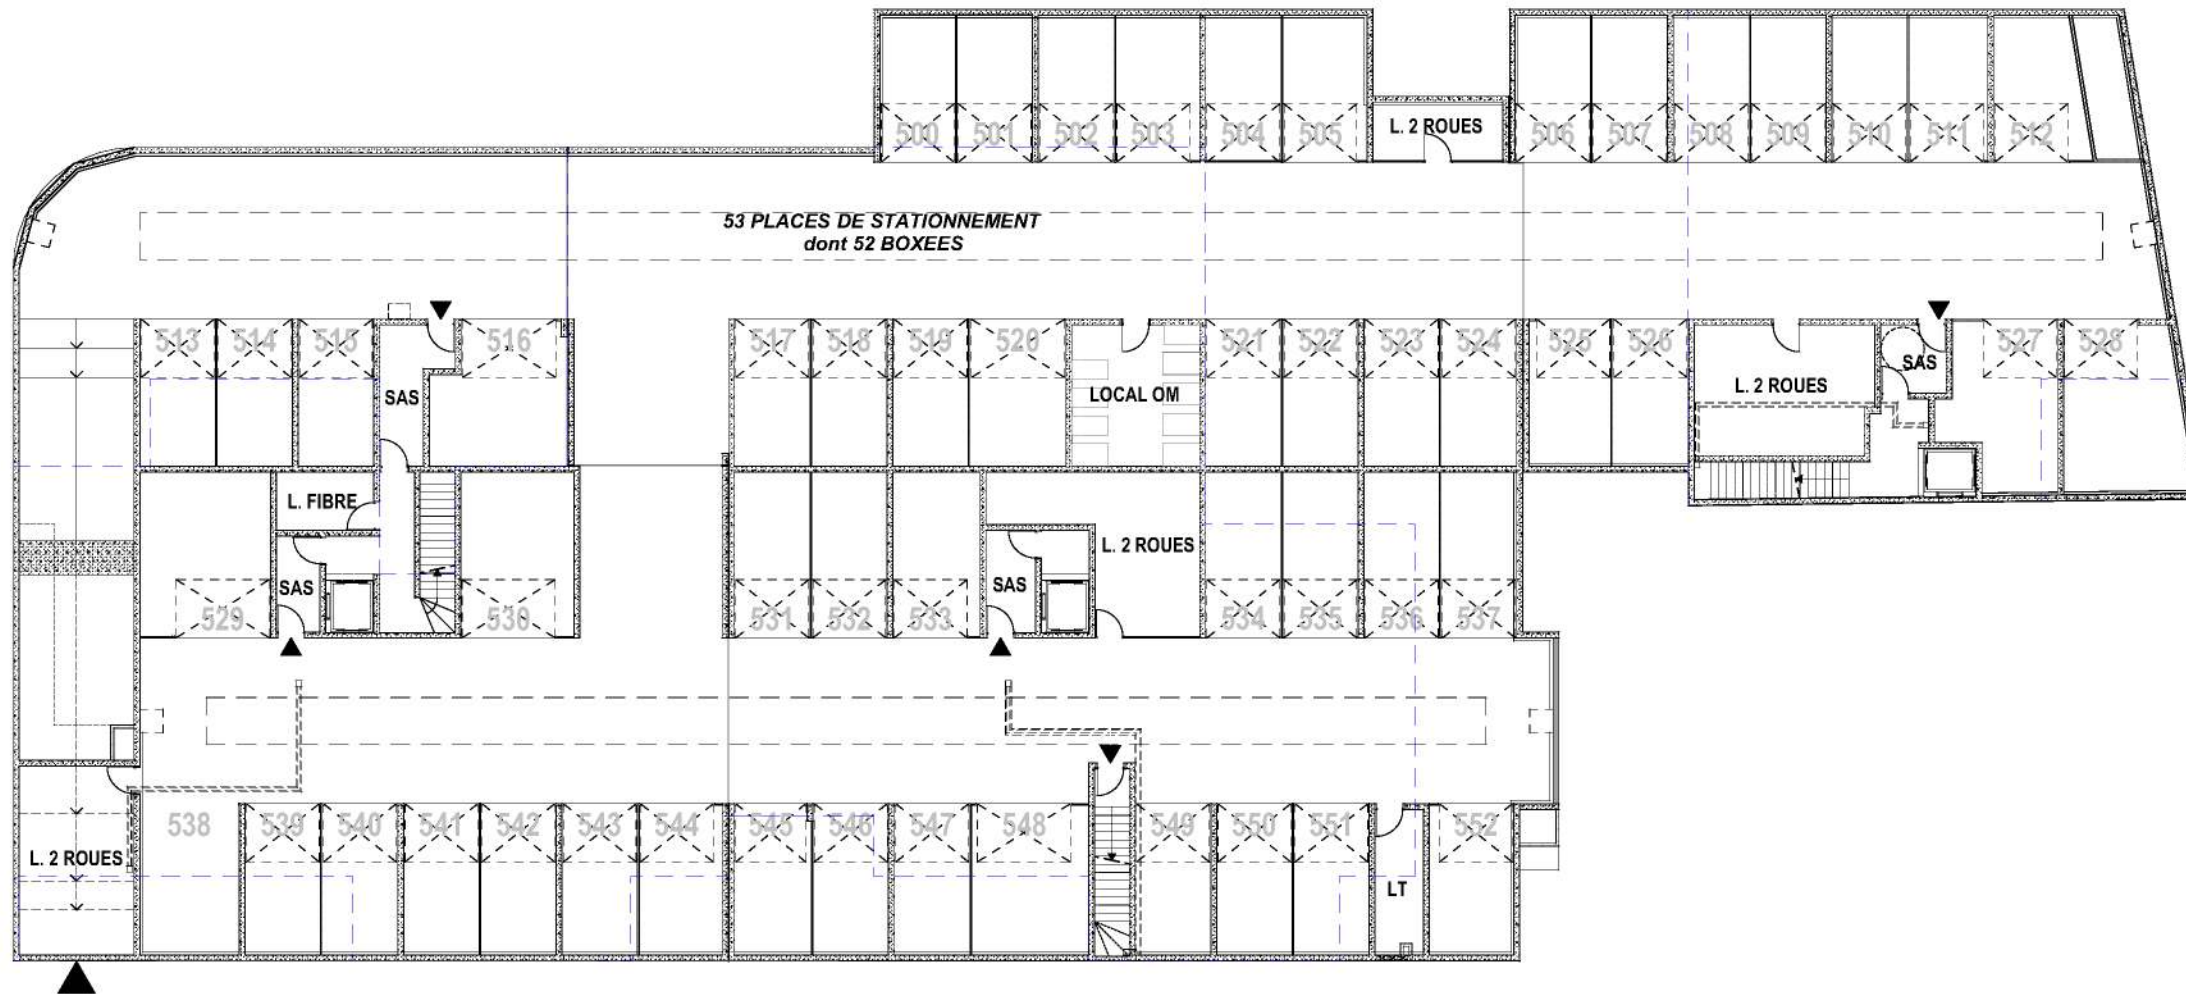 500 501 502 503 504 505 L. 2 ROUES 506 507 508 509 510 511 512
53 PLACES DE STATIONNEMENT
dont 52 BOXEES
513 514 515 516 517 518 519 520 521 522 523 524 525 526 527 528
SAS
LOCAL OM
L. 2 ROUES
SAS
L. FIBRE
L. 2 ROUES
SAS
SAS
529 530 531 532 533 534 535 536 537
538 539 540 541 542 543 544 545 546 547 548 549 550 551 552
L. 2 ROUES
LT